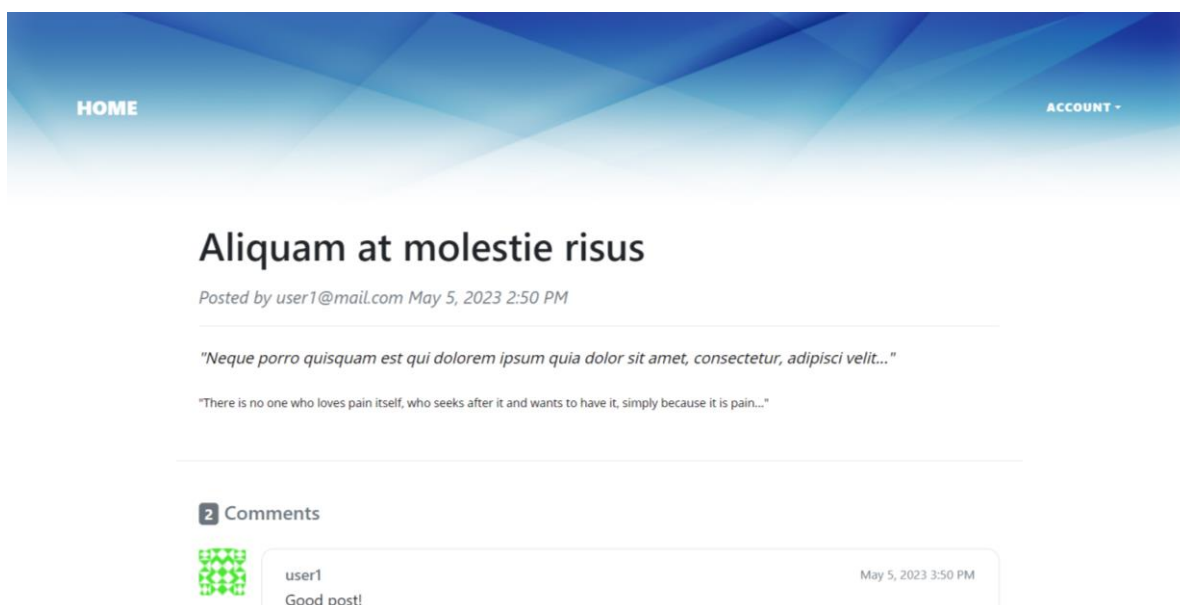 HOME
ACCOUNT
Aliquam at molestie risus
Posted by user1@mail.com May 5, 2023 2:50 PM
"Neque porro quisquam est qui dolorem ipsum quia dolor sit amet, consectetur, adipisci velit..."
"There is no one who loves pain itself, who seeks after it and wants to have it, simply because it is pain..."
2 Comments
user1
May 5, 2023 3:50 PM
Good post!